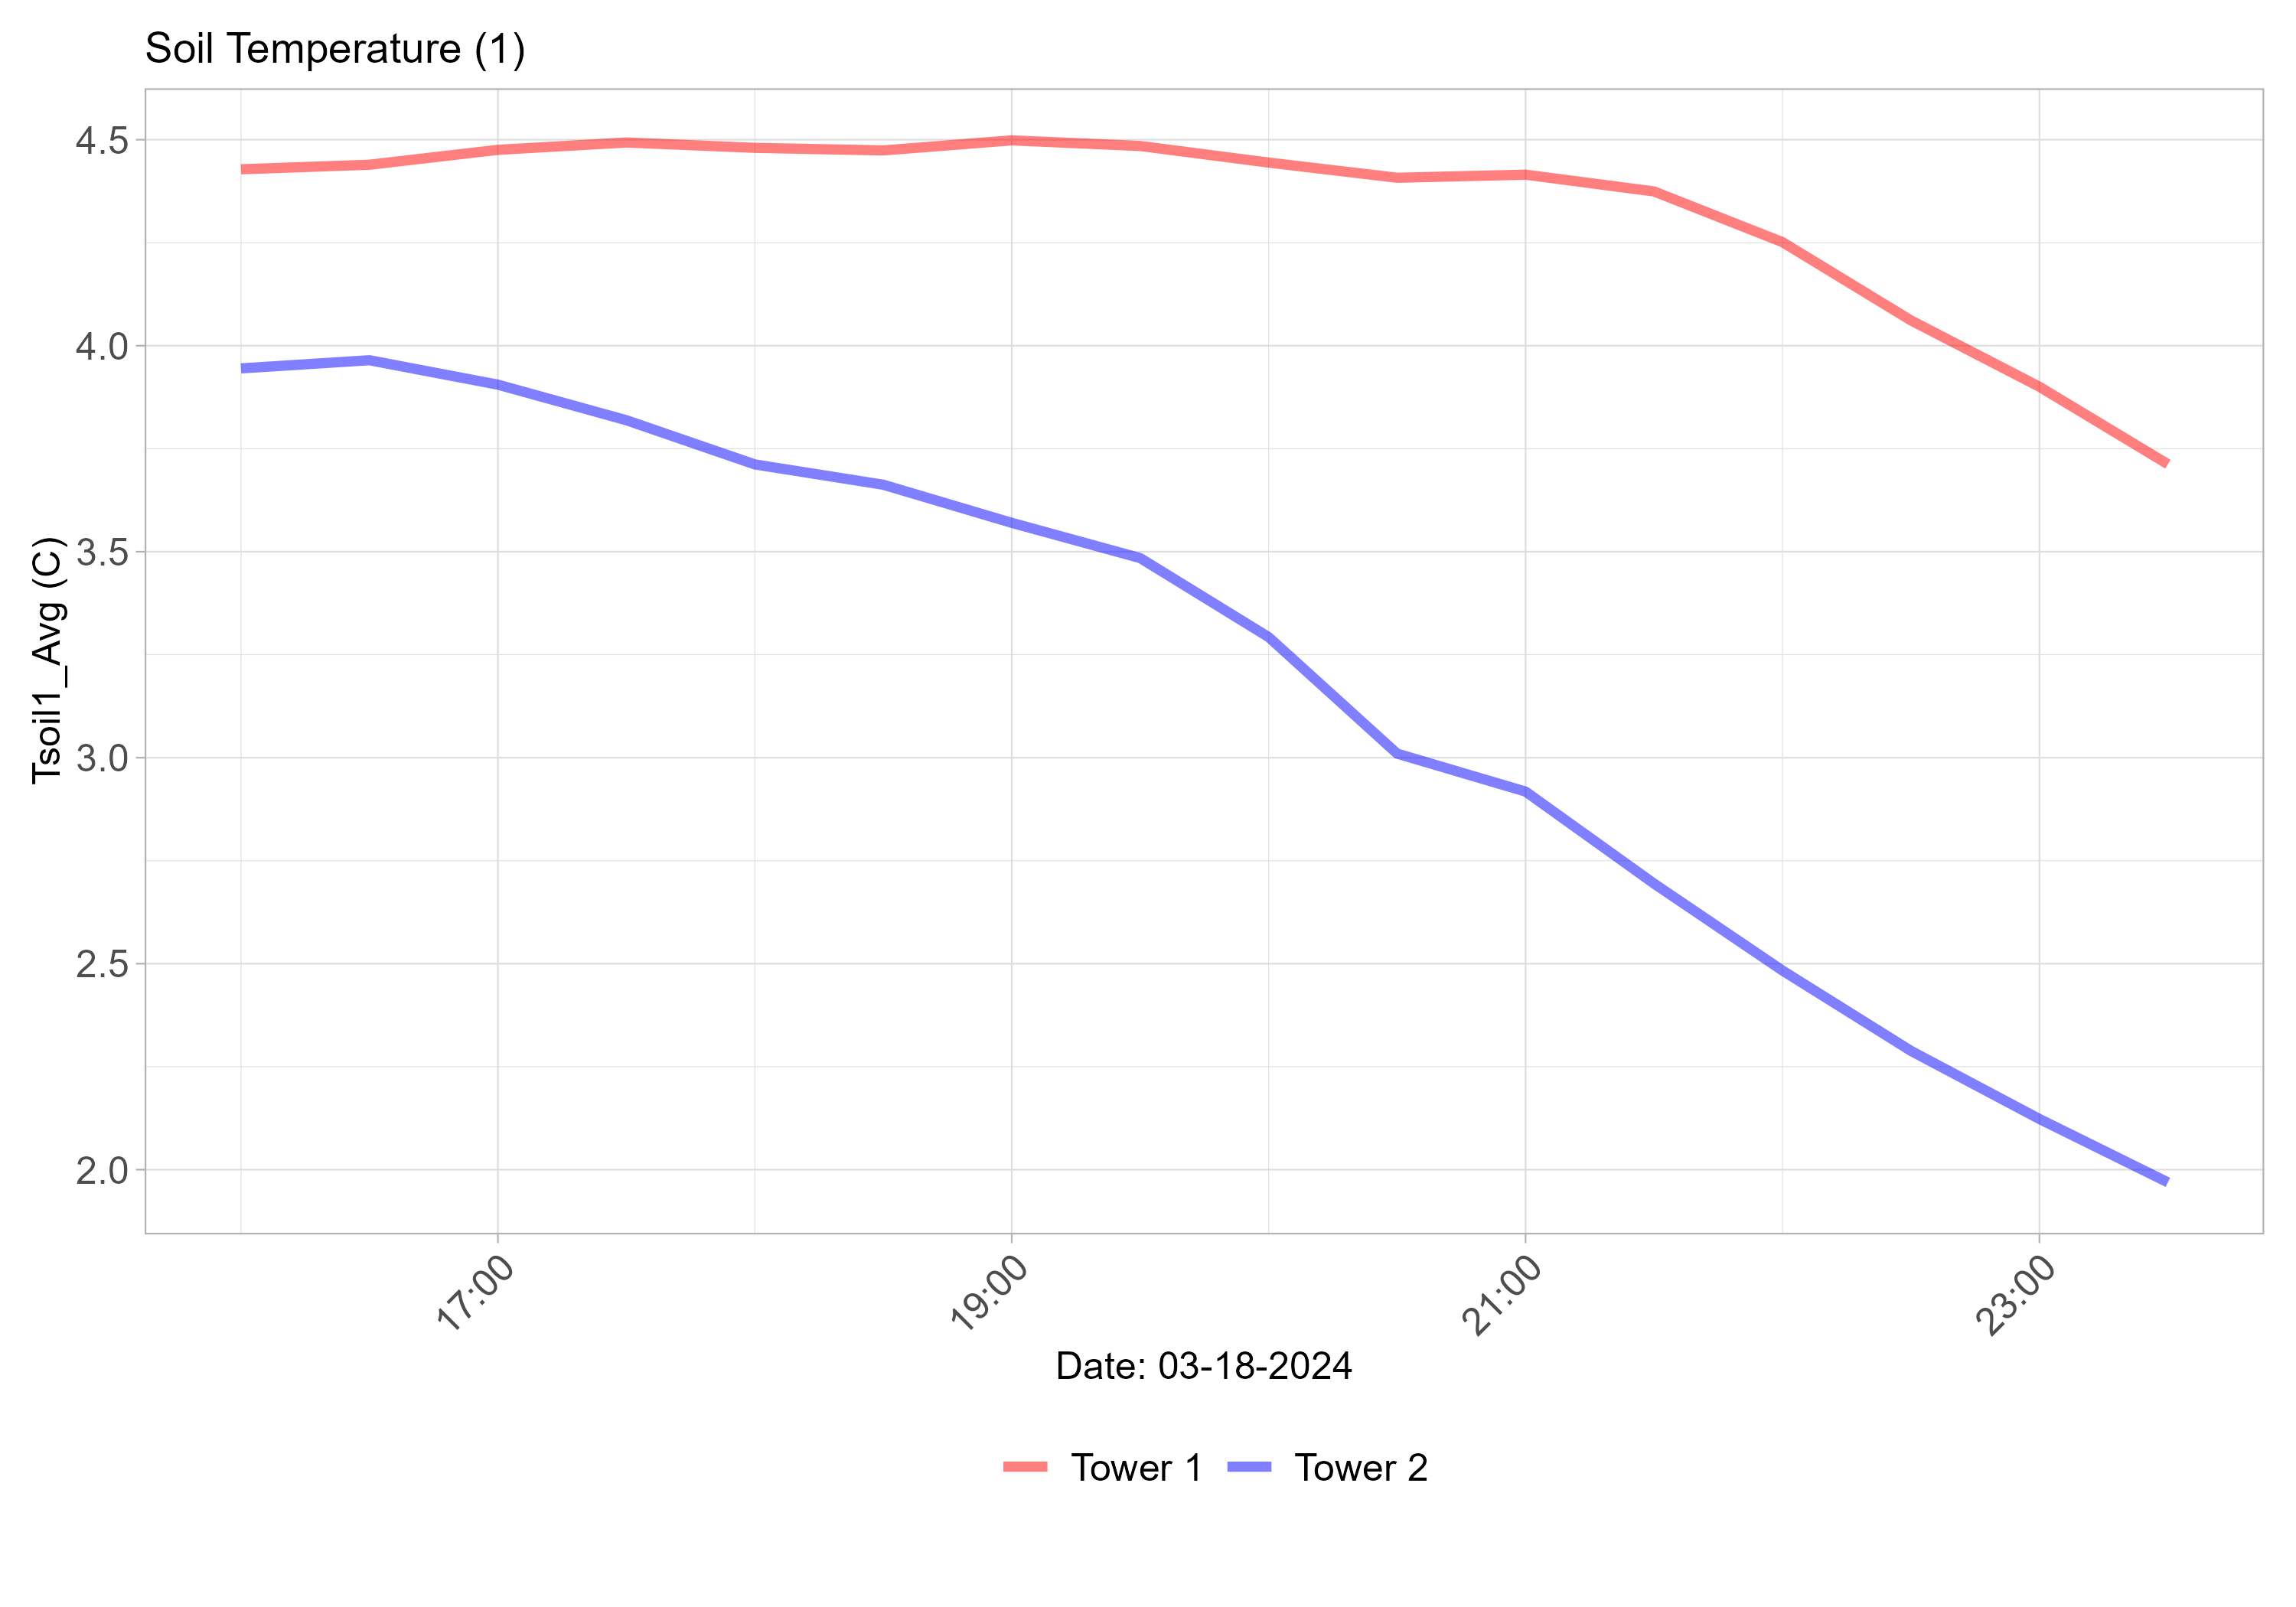 Soil Temperature (1)
Tsoil1_Avg (C)
4.5
4.0
3.5
3.0
2.5
2.0
17:00
19:00
21:00
23:00
Date: 03-18-2024
Tower 1
Tower 2